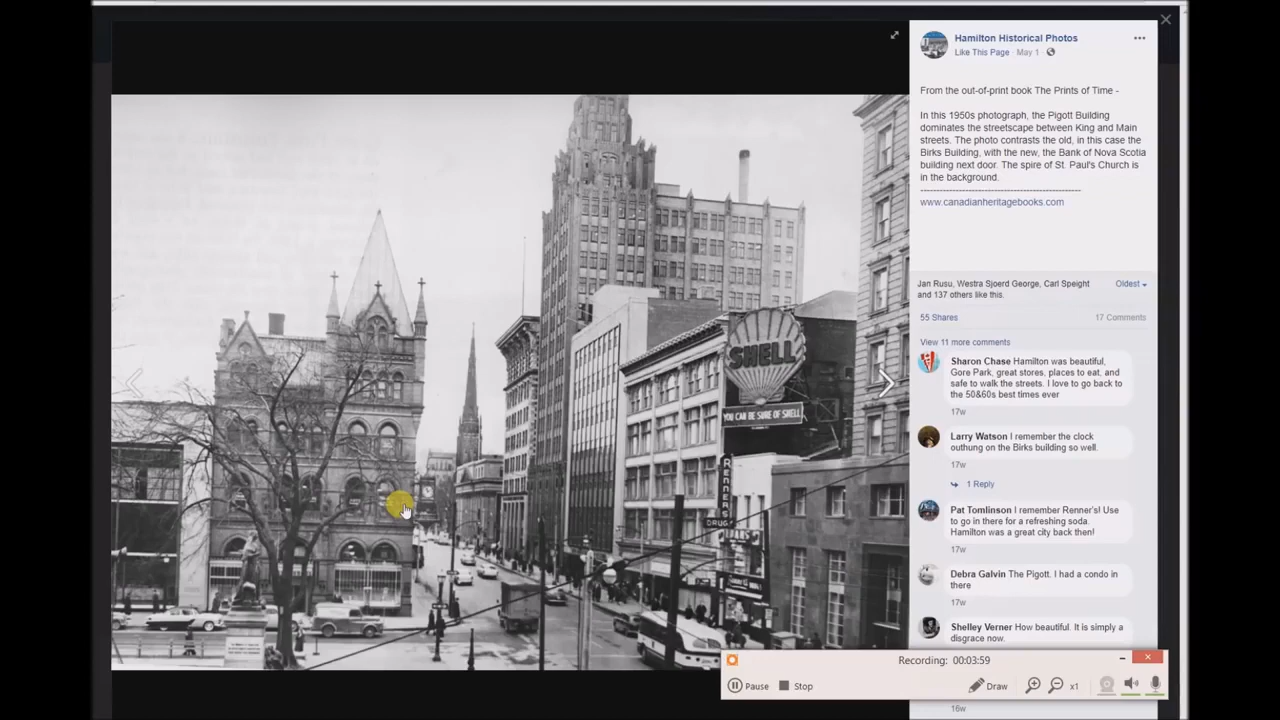 Hamilton Historical Photos
Like This Page · May 1 ·
From the out-of-print book The Prints of Time -
In this 1950s photograph, the Pigott Building
dominates the streetscape between King and Main
streets. The photo contrasts the old, in this case the
Birks Building, with the new, the Bank of Nova Scotia
building next door. The spire of St. Paul's Church is
in the background.
------------------------------------------------
www.canadianheritagebooks.com
Jan Rusu, Westra Sjoerd George, Carl Speight
and 137 others like this.
Oldest
55 Shares
17 Comments
View 11 more comments
Sharon Chase Hamilton was beautiful,
Gore Park, great stores, places to eat, and
safe to walk the streets. I love to go back to
the 50&60s best times ever
17w
Larry Watson I remember the clock
outhung on the Birks building so well.
17w
1 Reply
Pat Tomlinson I remember Renner's! Use
to go in there for a refreshing soda.
Hamilton was a great city back then!
17w
Debra Galvin The Pigott. I had a condo in
there
17w
Shelley Verner How beautiful. It is simply a
disgrace now.
16w
SHELL
YOU CAN BE SURE OF SHELL
RENNERS
DRUGS
Recording: 00:03:59
Pause
Stop
Draw
x1